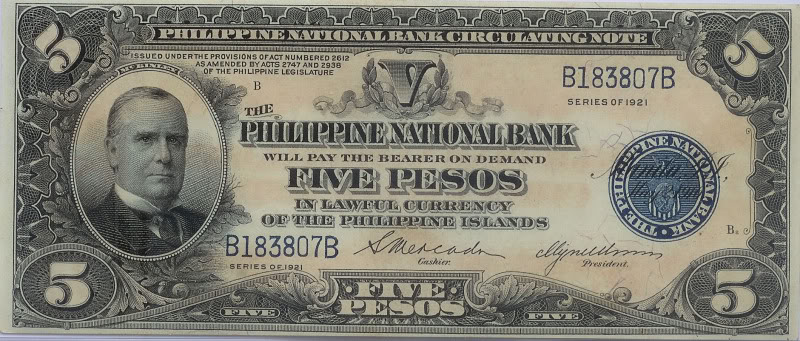 PHILIPPINE NATIONAL BANK CIRCULATING NOTE
5
5
ISSUED UNDER THE PROVISIONS OF ACT NUMBERED 2612
AS AMENDED BY ACTS 2747 AND 2938
OF THE PHILIPPINE LEGISLATURE
B
V
B183807B
SERIES OF 1921
MCKINLEY
THE
PHILIPPINE NATIONAL BANK
WILL PAY THE BEARER ON DEMAND
FIVE PESOS
IN LAWFUL CURRENCY
OF THE PHILIPPINE ISLANDS
THE PHILIPPINE NATIONAL BANK
B183807B
SERIES OF 1921
Cashier.
President.
5
FIVE
FIVE
PESOS
FIVE
5